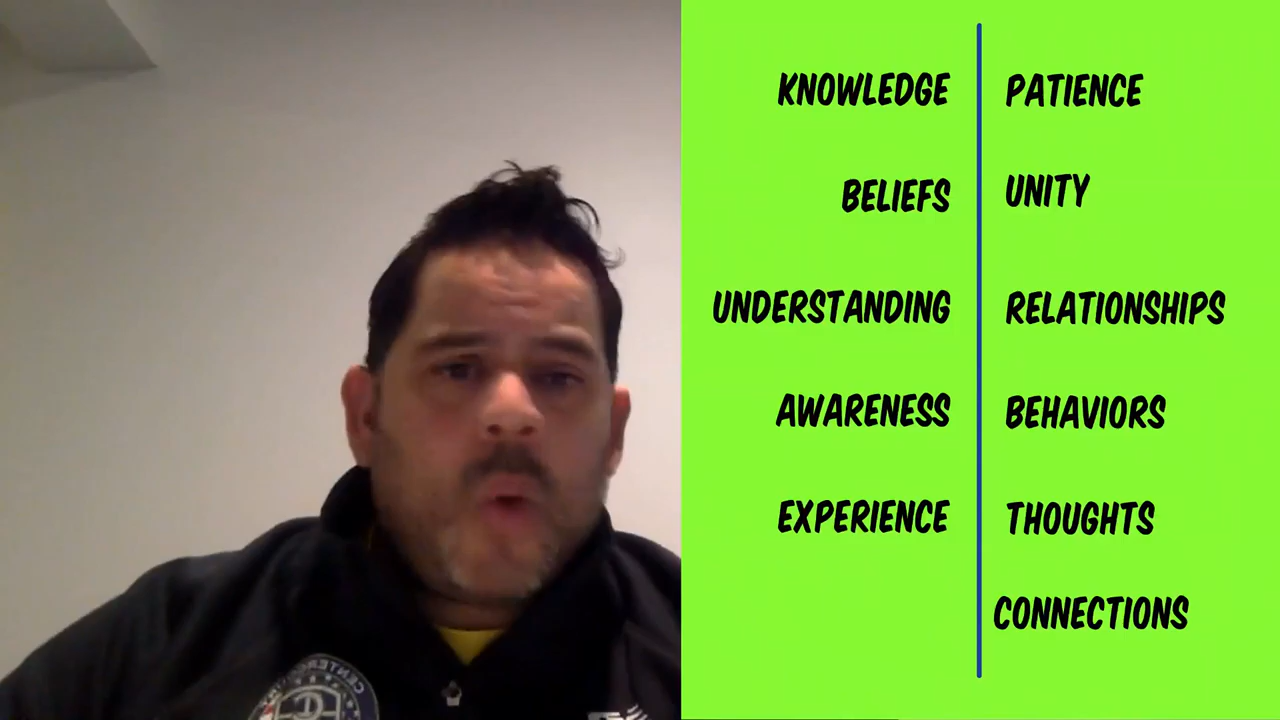 KNOWLEDGE
PATIENCE
BELIEFS
UNITY
UNDERSTANDING
RELATIONSHIPS
AWARENESS
BEHAVIORS
EXPERIENCE
THOUGHTS
CONNECTIONS